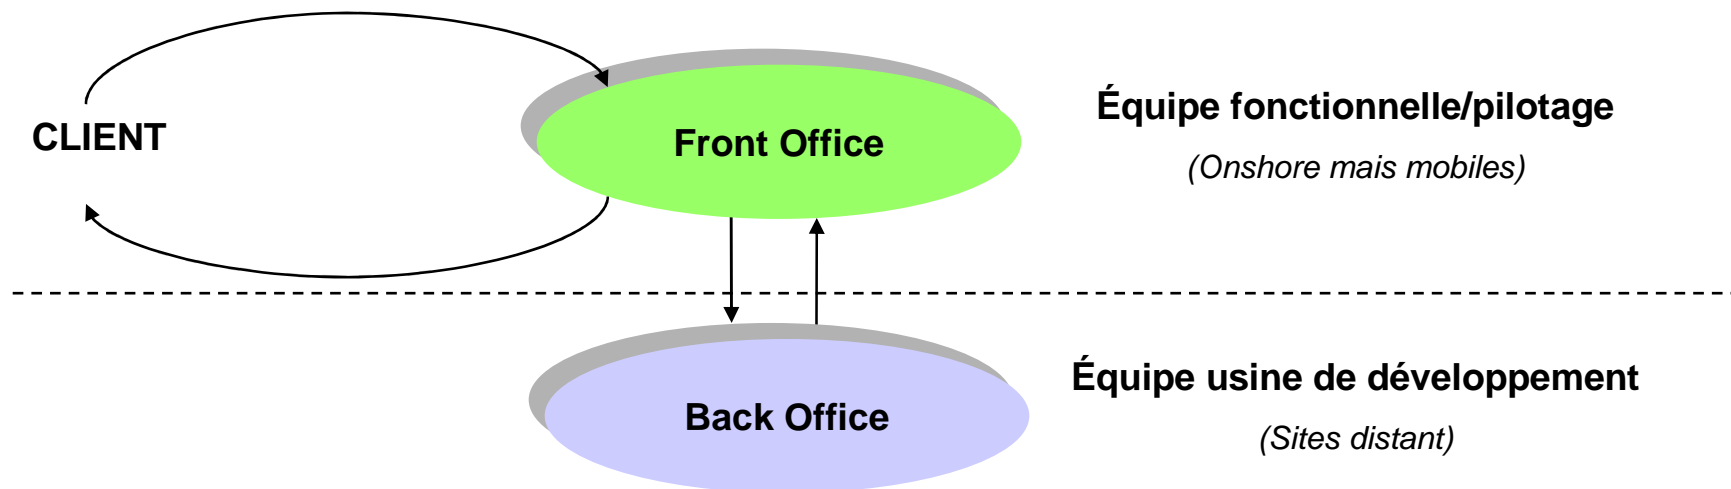 Équipe fonctionnelle/pilotage
CLIENT
Front Office
(Onshore mais mobiles)
Équipe usine de développement
Back Office
(Sites distant)